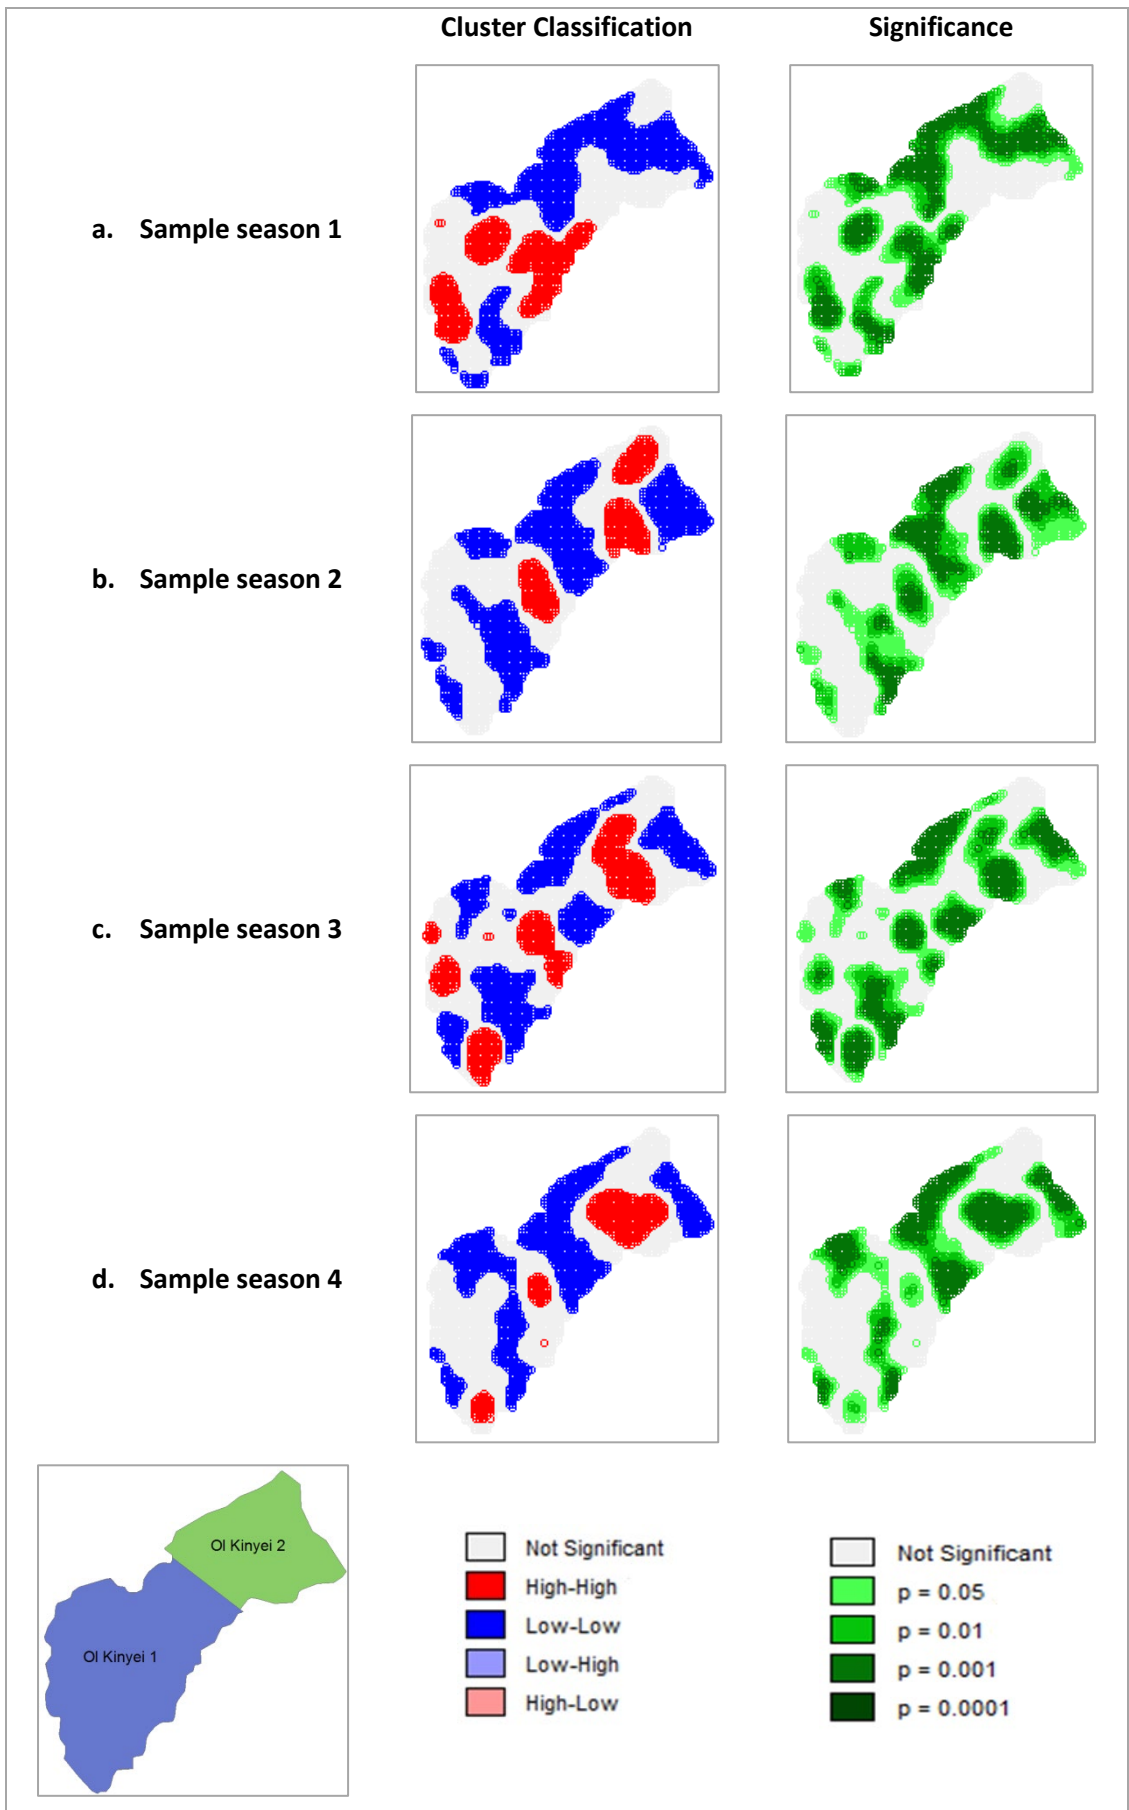 Cluster Classification
Significance
a. Sample season 1
b. Sample season 2
c. Sample season 3
d. Sample season 4
Ol Kinyei 2
Ol Kinyei 1
Not Significant
High-High
Low-Low
Low-High
High-Low
Not Significant
p = 0.05
p = 0.01
p = 0.001
p = 0.0001